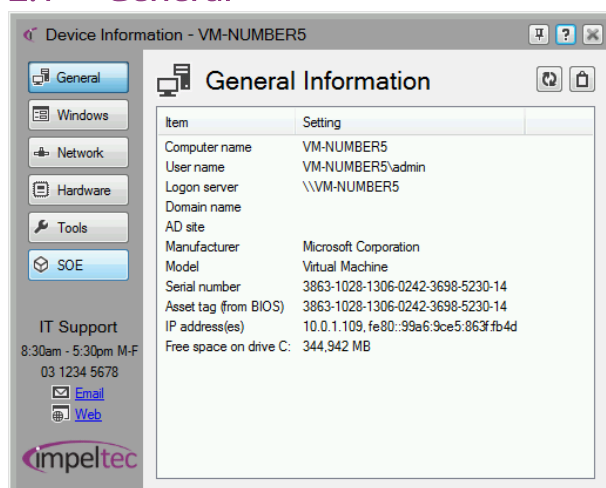 Device Information - VM-NUMBER5
General
Windows
Network
Hardware
Tools
SOE
IT Support
8:30am - 5:30pm M-F
03 1234 5678
Email
Web
impeltec
General Information
Item Setting
Computer name VM-NUMBER5
User name VM-NUMBER5\admin
Logon server \\VM-NUMBER5
Domain name
AD site
Manufacturer Microsoft Corporation
Model Virtual Machine
Serial number 3863-1028-1306-0242-3698-5230-14
Asset tag (from BIOS) 3863-1028-1306-0242-3698-5230-14
IP address(es) 10.0.1.109, fe80::99a6:9ce5:863f:fb4d
Free space on drive C: 344,942 MB